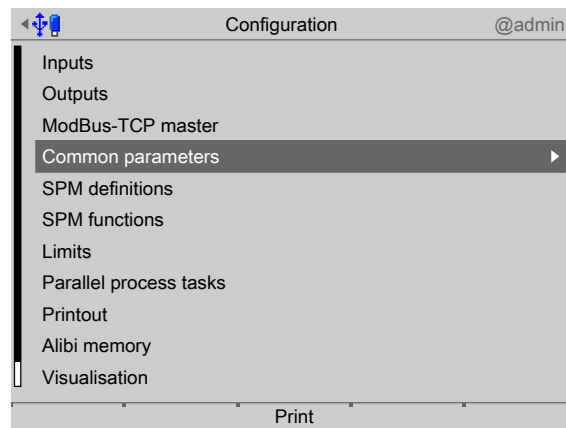 Configuration @admin
Inputs
Outputs
ModBus-TCP master
Common parameters
SPM definitions
SPM functions
Limits
Parallel process tasks
Printout
Alibi memory
Visualisation
Print